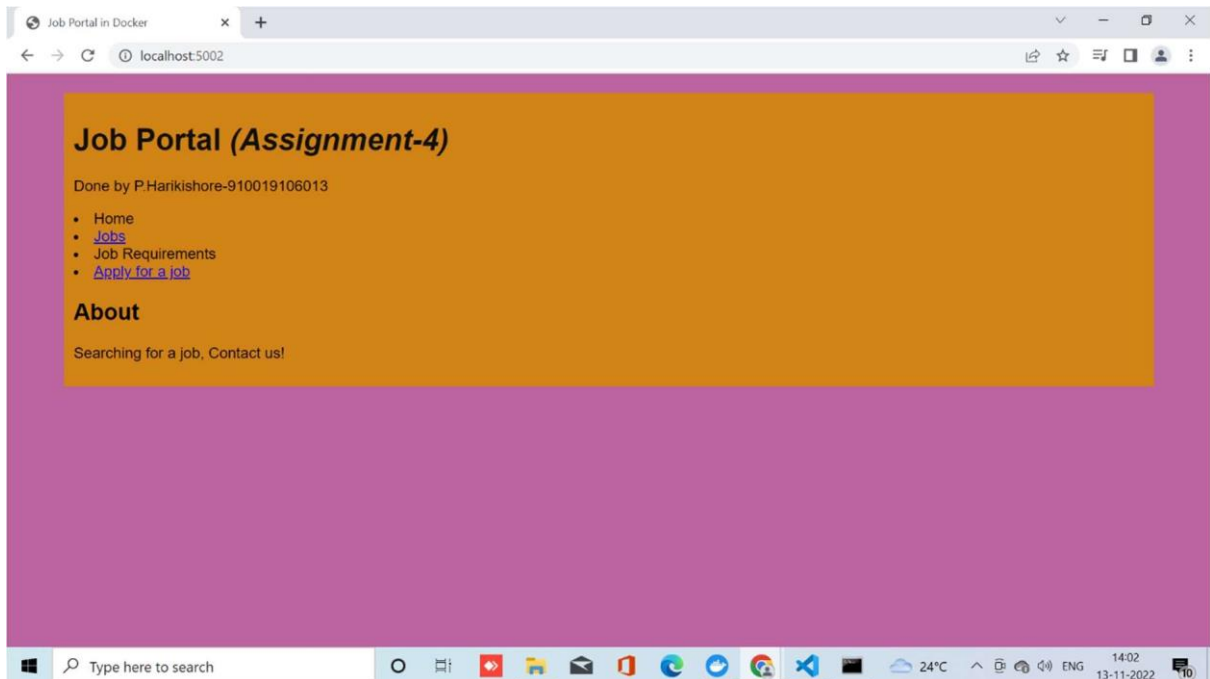 Job Portal in Docker
localhost:5002
Job Portal (Assignment-4)
Done by P.Harikishore-910019106013
Home
Jobs
Job Requirements
Apply for a job
About
Searching for a job, Contact us!
Type here to search
24°C
ENG
14:02
13-11-2022
10